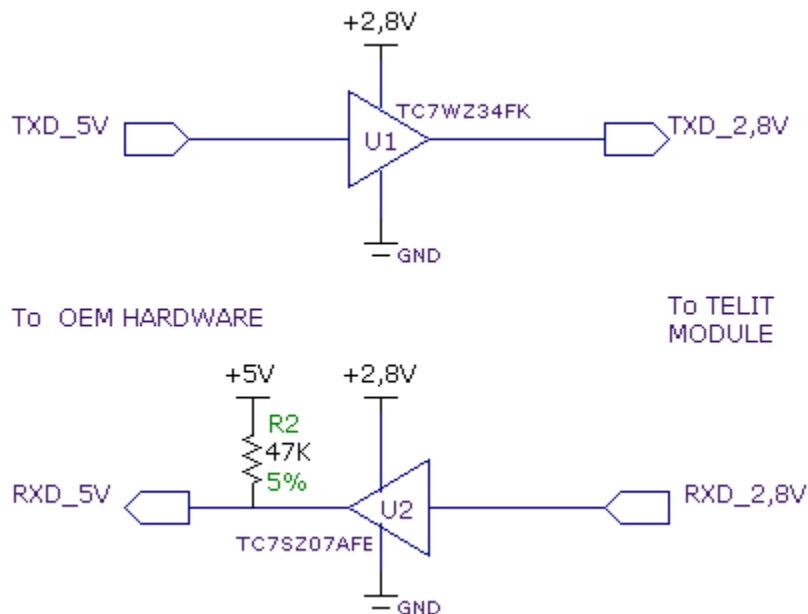 +2,8V
TXD_5V
TC7WZ34FK
U1
TXD_2,8V
GND
To OEM HARDWARE
To TELIT
MODULE
+5V
+2,8V
R2
47K
5%
RXD_5V
U2
RXD_2,8V
TC7SZ07AFE
GND